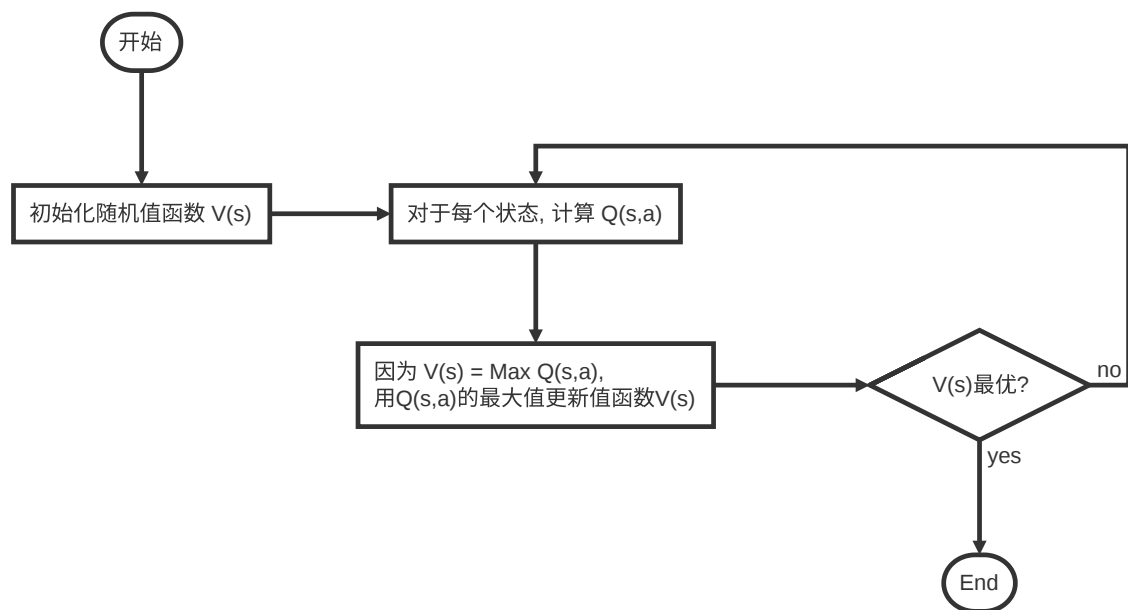 开始
初始化随机值函数 V(s)
对于每个状态, 计算 Q(s,a)
因为 V(s) = Max Q(s,a),
用Q(s,a)的最大值更新值函数V(s)
V(s)最优?
no
yes
End